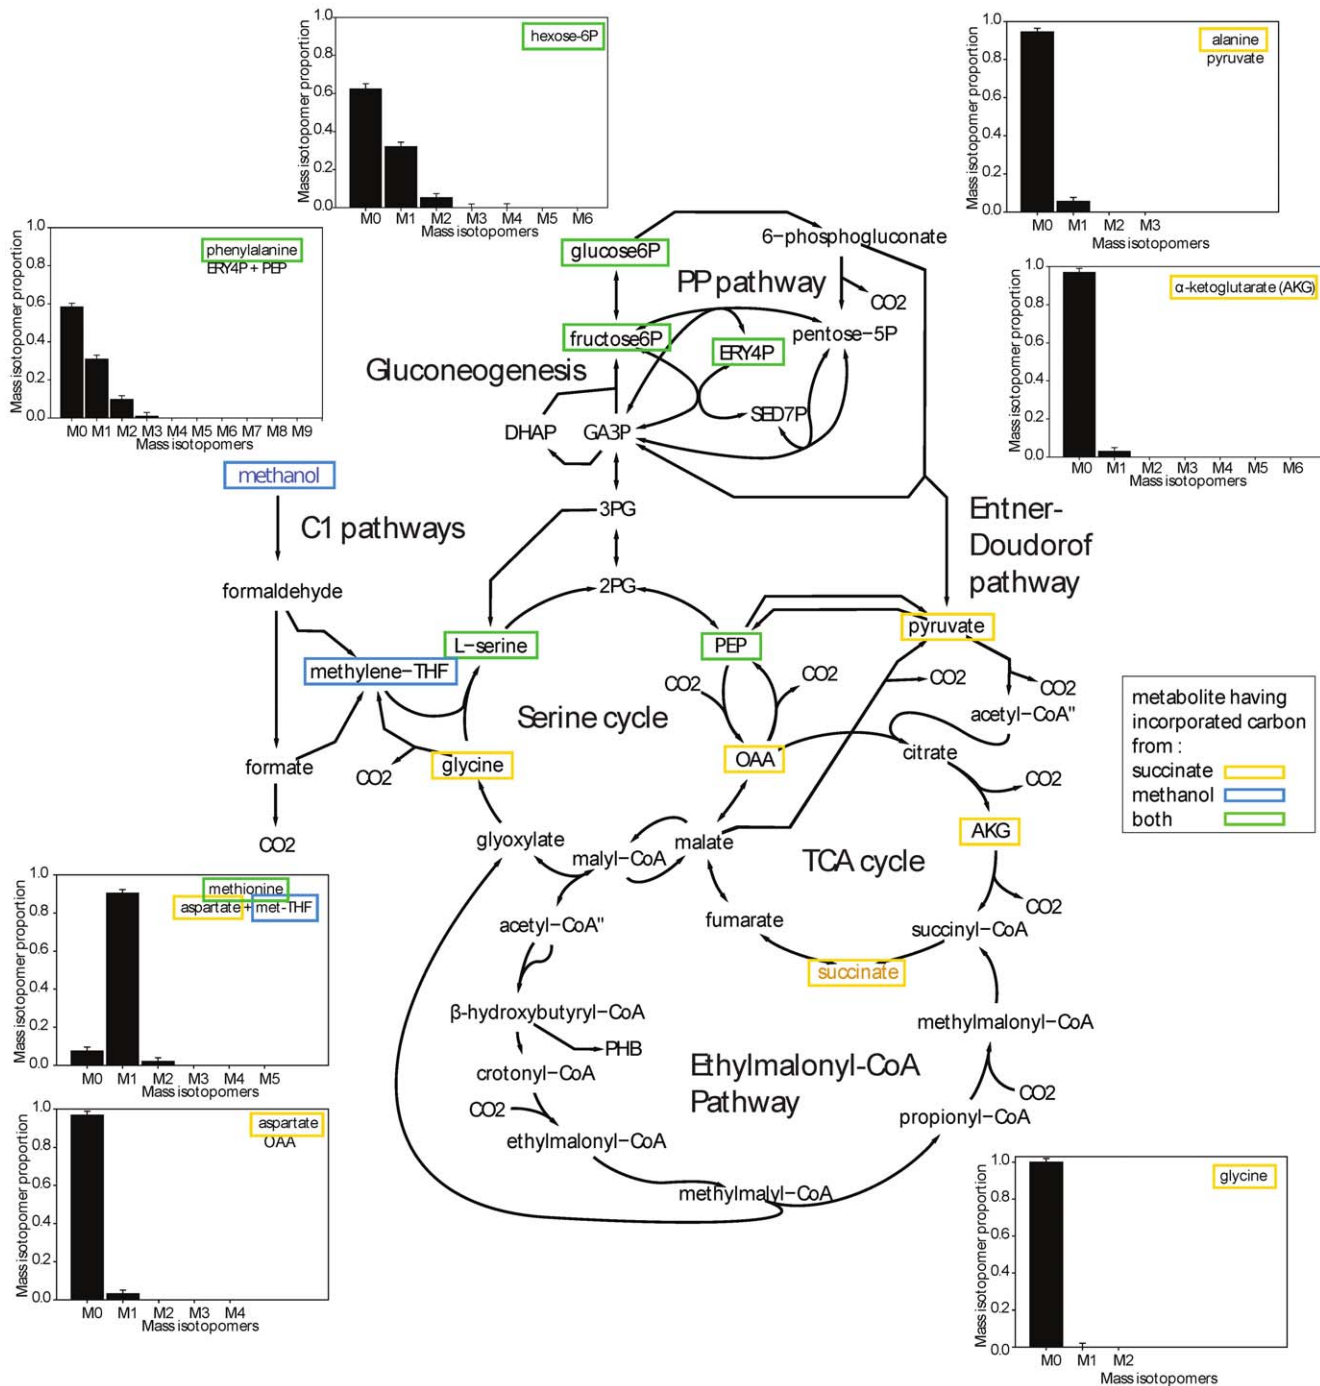 Mass isotopomer proportion
1.0
0.8
0.6
0.4
0.2
0.0
hexose-6P
M0 M1 M2 M3 M4 M5 M6
Mass isotopomers
Mass isotopomer proportion
1.0
0.8
0.6
0.4
0.2
0.0
alanine
pyruvate
M0 M1 M2 M3
Mass isotopomers
Mass isotopomer proportion
1.0
0.8
0.6
0.4
0.2
0.0
phenylalanine
ERY4P + PEP
M0 M1 M2 M3 M4 M5 M6 M7 M8 M9
Mass isotopomers
Mass isotopomer proportion
1.0
0.8
0.6
0.4
0.2
0.0
α-ketoglutarate (AKG)
M0 M1 M2 M3 M4 M5 M6
Mass isotopomers
6-phosphogluconate
glucose6P
PP pathway
CO2
fructose6P
ERY4P
pentose-5P
Gluconeogenesis
SED7P
DHAP
GA3P
methanol
3PG
C1 pathways
Entner-
Doudorof
pathway
formaldehyde
2PG
L-serine
PEP
pyruvate
methylene-THF
CO2
CO2
CO2
CO2
Serine cycle
acetyl-CoA"
formate
CO2
glycine
OAA
citrate
CO2
CO2
glyoxylate
malyl-CoA
malate
AKG
TCA cycle
CO2
acetyl-CoA"
fumarate
succinyl-CoA
succinate
β-hydroxybutyryl-CoA
methylmalonyl-CoA
PHB
crotonyl-CoA
Ethylmalonyl-CoA
Pathway
CO2
CO2
propionyl-CoA
ethylmalonyl-CoA
methylmalyl-CoA
metabolite having
incorporated carbon
from :
succinate
methanol
both
Mass isotopomer proportion
1.0
0.8
0.6
0.4
0.2
0.0
methionine
aspartate + met-THF
M0 M1 M2 M3 M4 M5
Mass isotopomers
Mass isotopomer proportion
1.0
0.8
0.6
0.4
0.2
0.0
aspartate
OAA
M0 M1 M2 M3 M4
Mass isotopomers
Mass isotopomer proportion
1.0
0.8
0.6
0.4
0.2
0.0
glycine
M0 M1 M2
Mass isotopomers